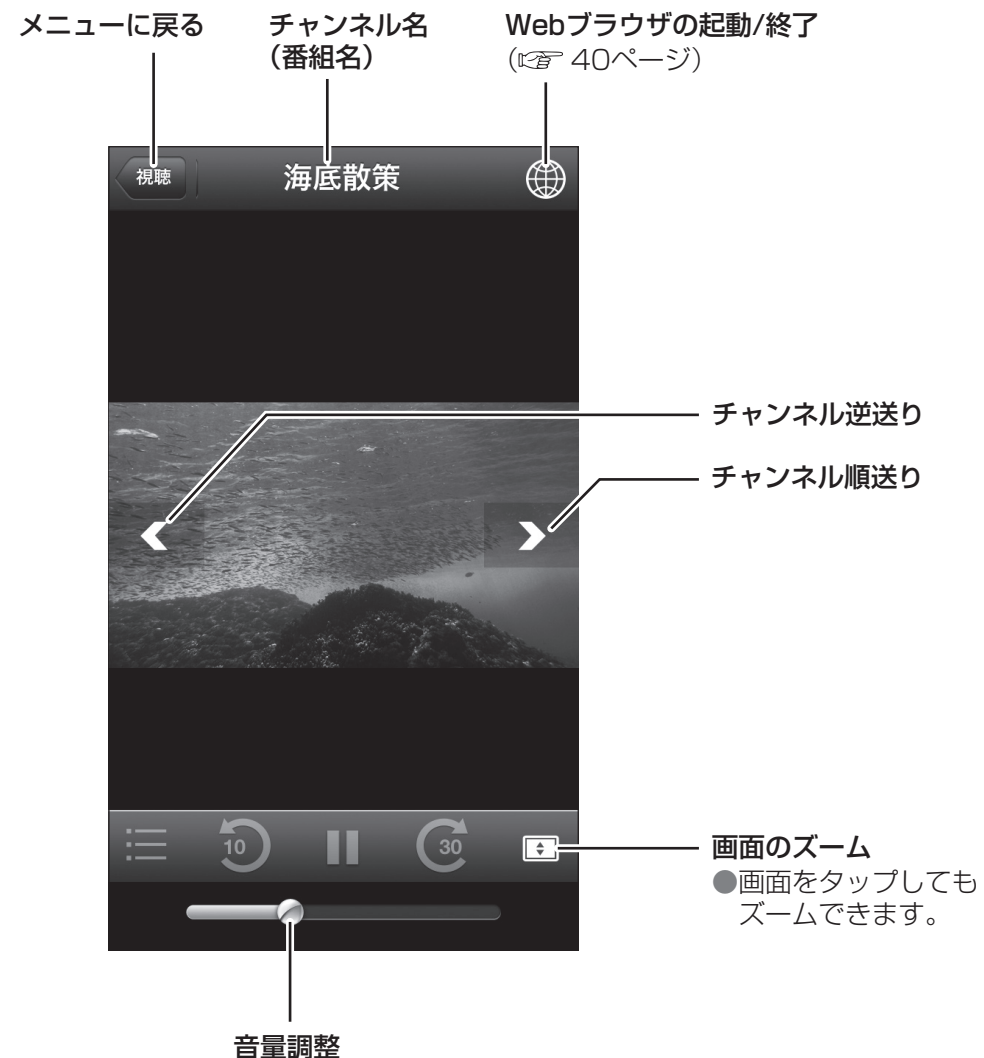 メニューに戻る
チャンネル名
（番組名）
Webブラウザの起動/終了
（☞ 40ページ）
視聴
海底散策
チャンネル逆送り
チャンネル順送り
10
30
画面のズーム
●画面をタップしても
ズームできます。
音量調整